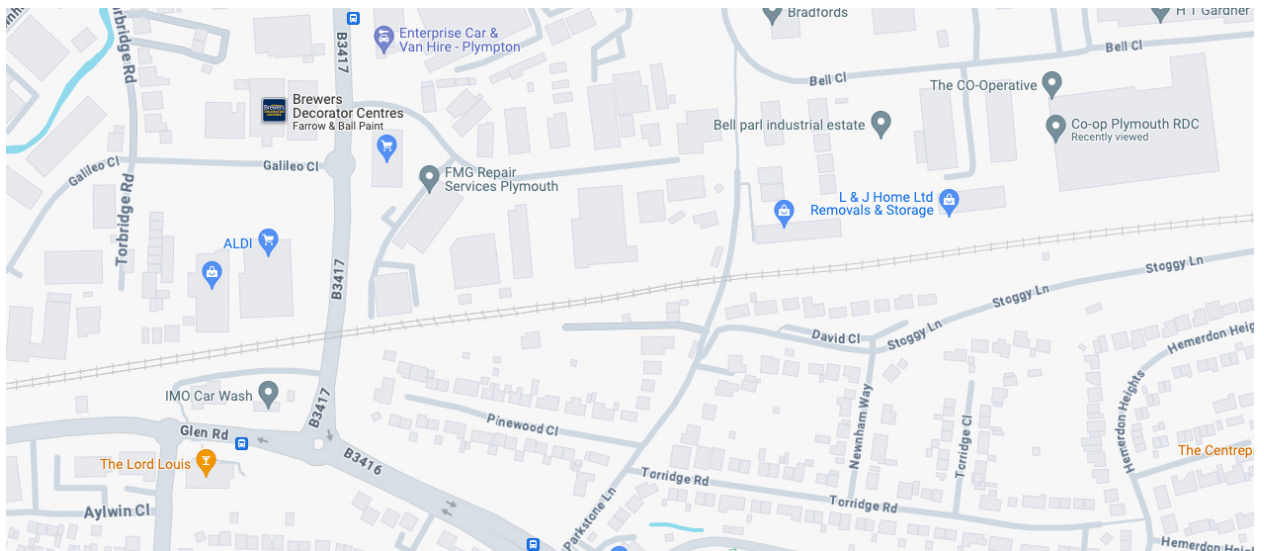 Torbridge Rd
B3417
Enterprise Car &
Van Hire - Plympton
Bradfords
H T Gardner
Bell Cl
Bell Cl
Brewers
Decorator Centres
Farrow & Ball Paint
The CO-Operative
Bell parl industrial estate
Co-op Plymouth RDC
Recently viewed
Galileo Cl
Galileo Cl
FMG Repair
Services Plymouth
Torbridge Rd
L & J Home Ltd
Removals & Storage
ALDI
B3417
Stoggy Ln
Stoggy Ln
David Cl
Stoggy Ln
Hemerdon Heig
IMO Car Wash
B3417
Hemerdon Heights
Newnham Way
Torridge Cl
Pinewood Cl
Glen Rd
B3416
The Lord Louis
The Centrep
Torridge Rd
Torridge Rd
Aylwin Cl
Parkstone Ln
Hemerdon Heights